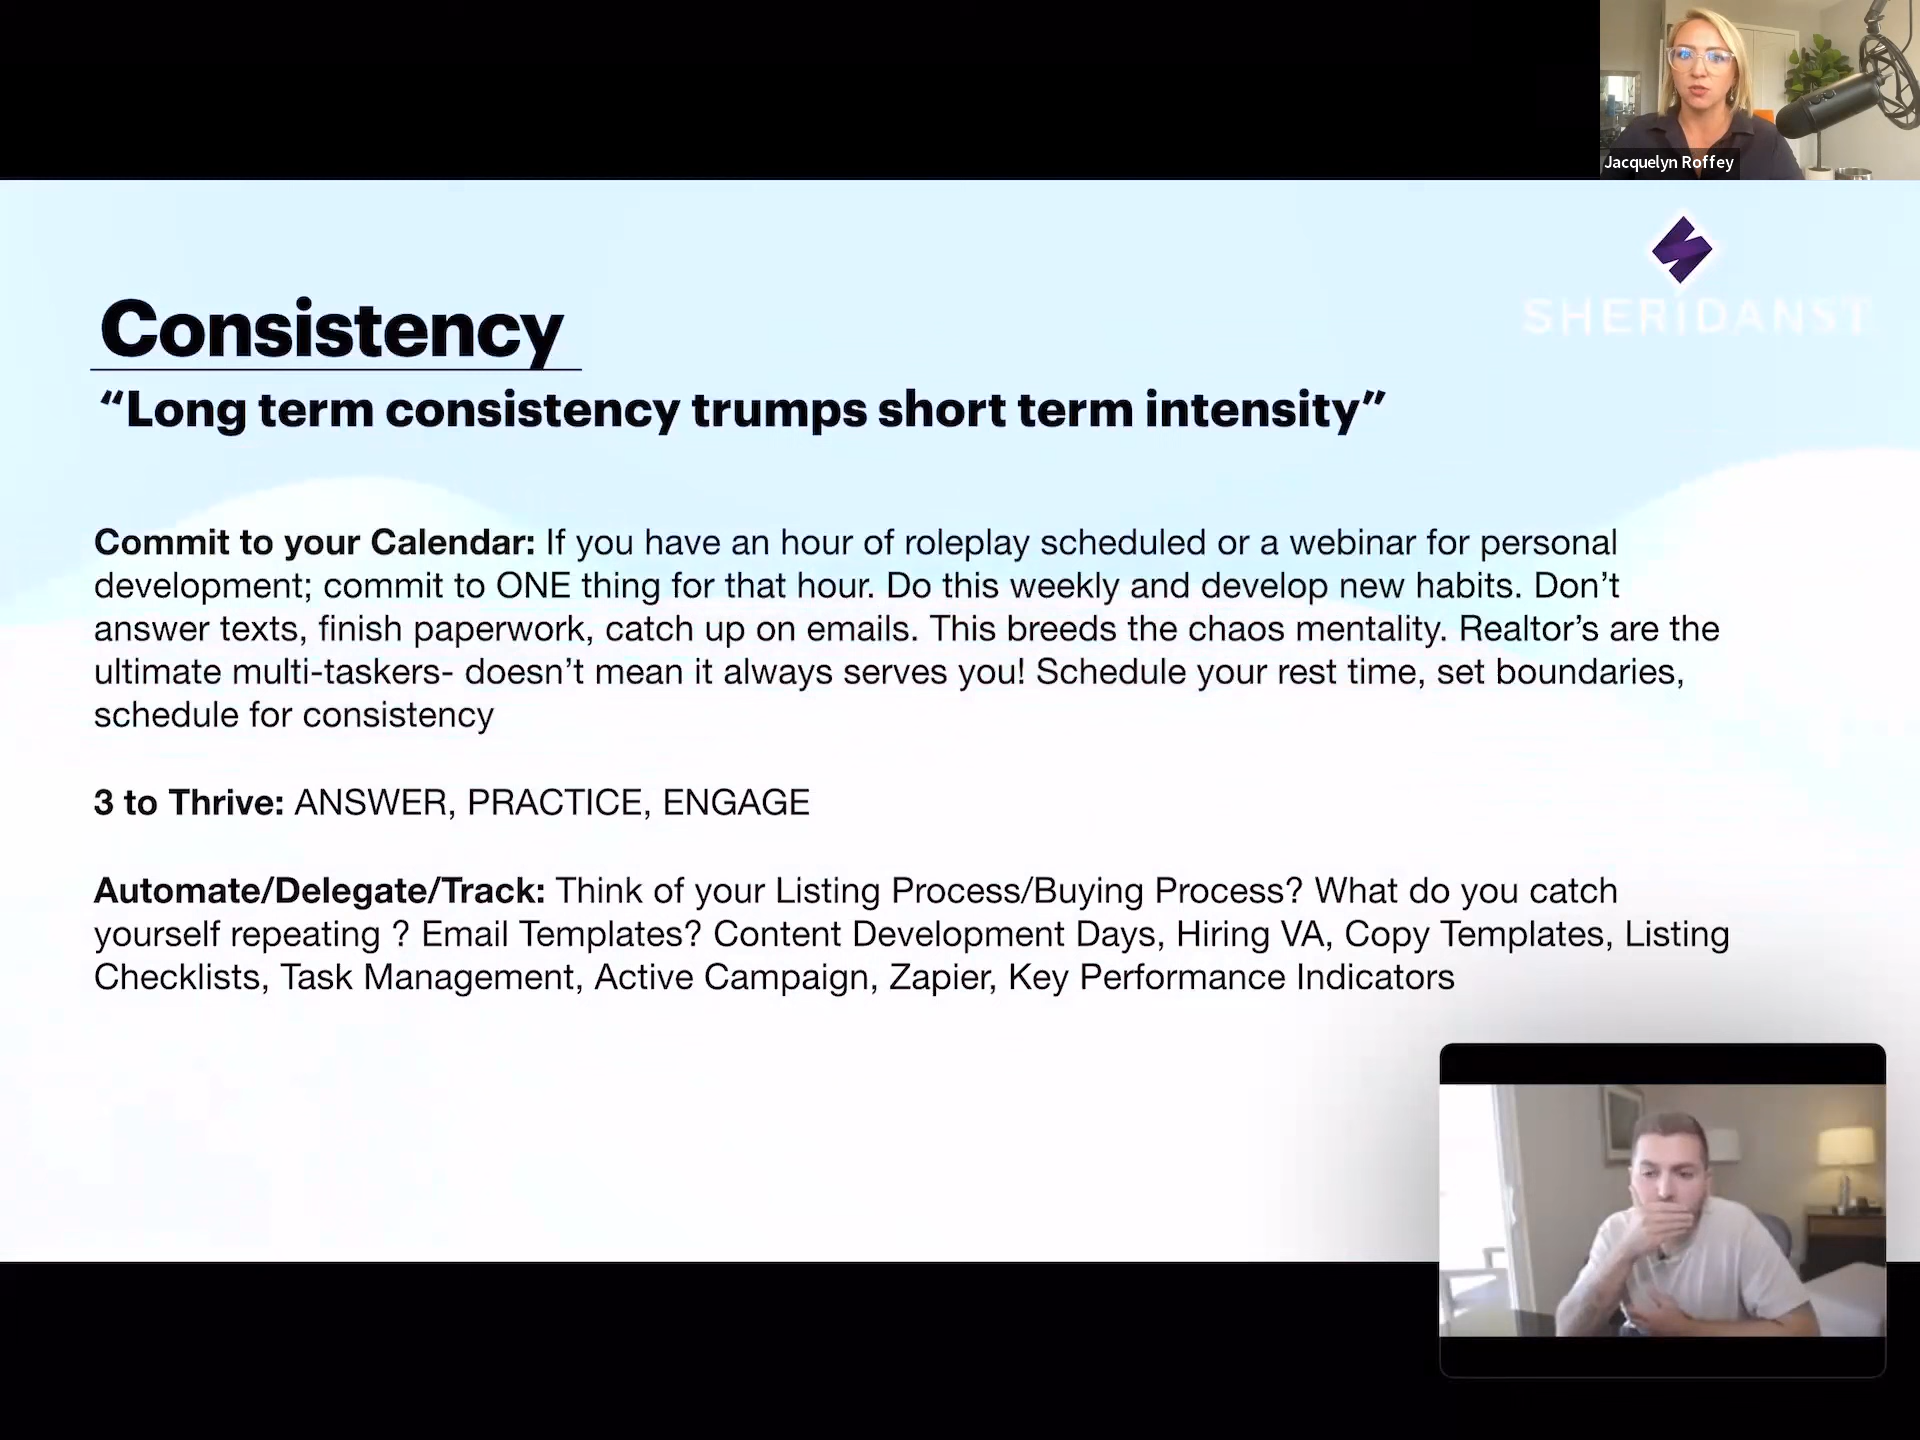 Jacquelyn Roffey
SHERIDANST
Consistency
“Long term consistency trumps short term intensity”
Commit to your Calendar: If you have an hour of roleplay scheduled or a webinar for personal
development; commit to ONE thing for that hour. Do this weekly and develop new habits. Don’t
answer texts, finish paperwork, catch up on emails. This breeds the chaos mentality. Realtor’s are the
ultimate multi-taskers- doesn’t mean it always serves you! Schedule your rest time, set boundaries,
schedule for consistency
3 to Thrive: ANSWER, PRACTICE, ENGAGE
Automate/Delegate/Track: Think of your Listing Process/Buying Process? What do you catch
yourself repeating ? Email Templates? Content Development Days, Hiring VA, Copy Templates, Listing
Checklists, Task Management, Active Campaign, Zapier, Key Performance Indicators